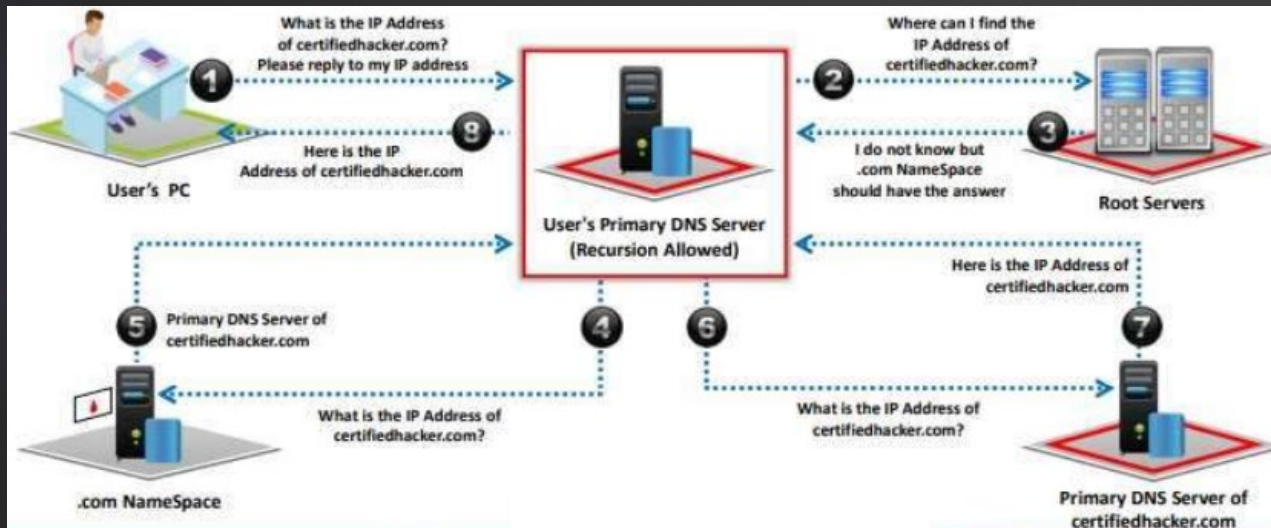 What is the IP Address
of certifiedhacker.com?
Please reply to my IP address
1
8
Here is the IP
Address of certifiedhacker.com
User's PC
User's Primary DNS Server
(Recursion Allowed)
Where can I find the
IP Address of
certifiedhacker.com?
2
3
I do not know but
.com NameSpace
should have the answer
Root Servers
5
Primary DNS Server of
certifiedhacker.com
4
What is the IP Address of
certifiedhacker.com?
.com NameSpace
6
What is the IP Address of
certifiedhacker.com?
Here is the IP Address of
certifiedhacker.com
7
Primary DNS Server of
certifiedhacker.com